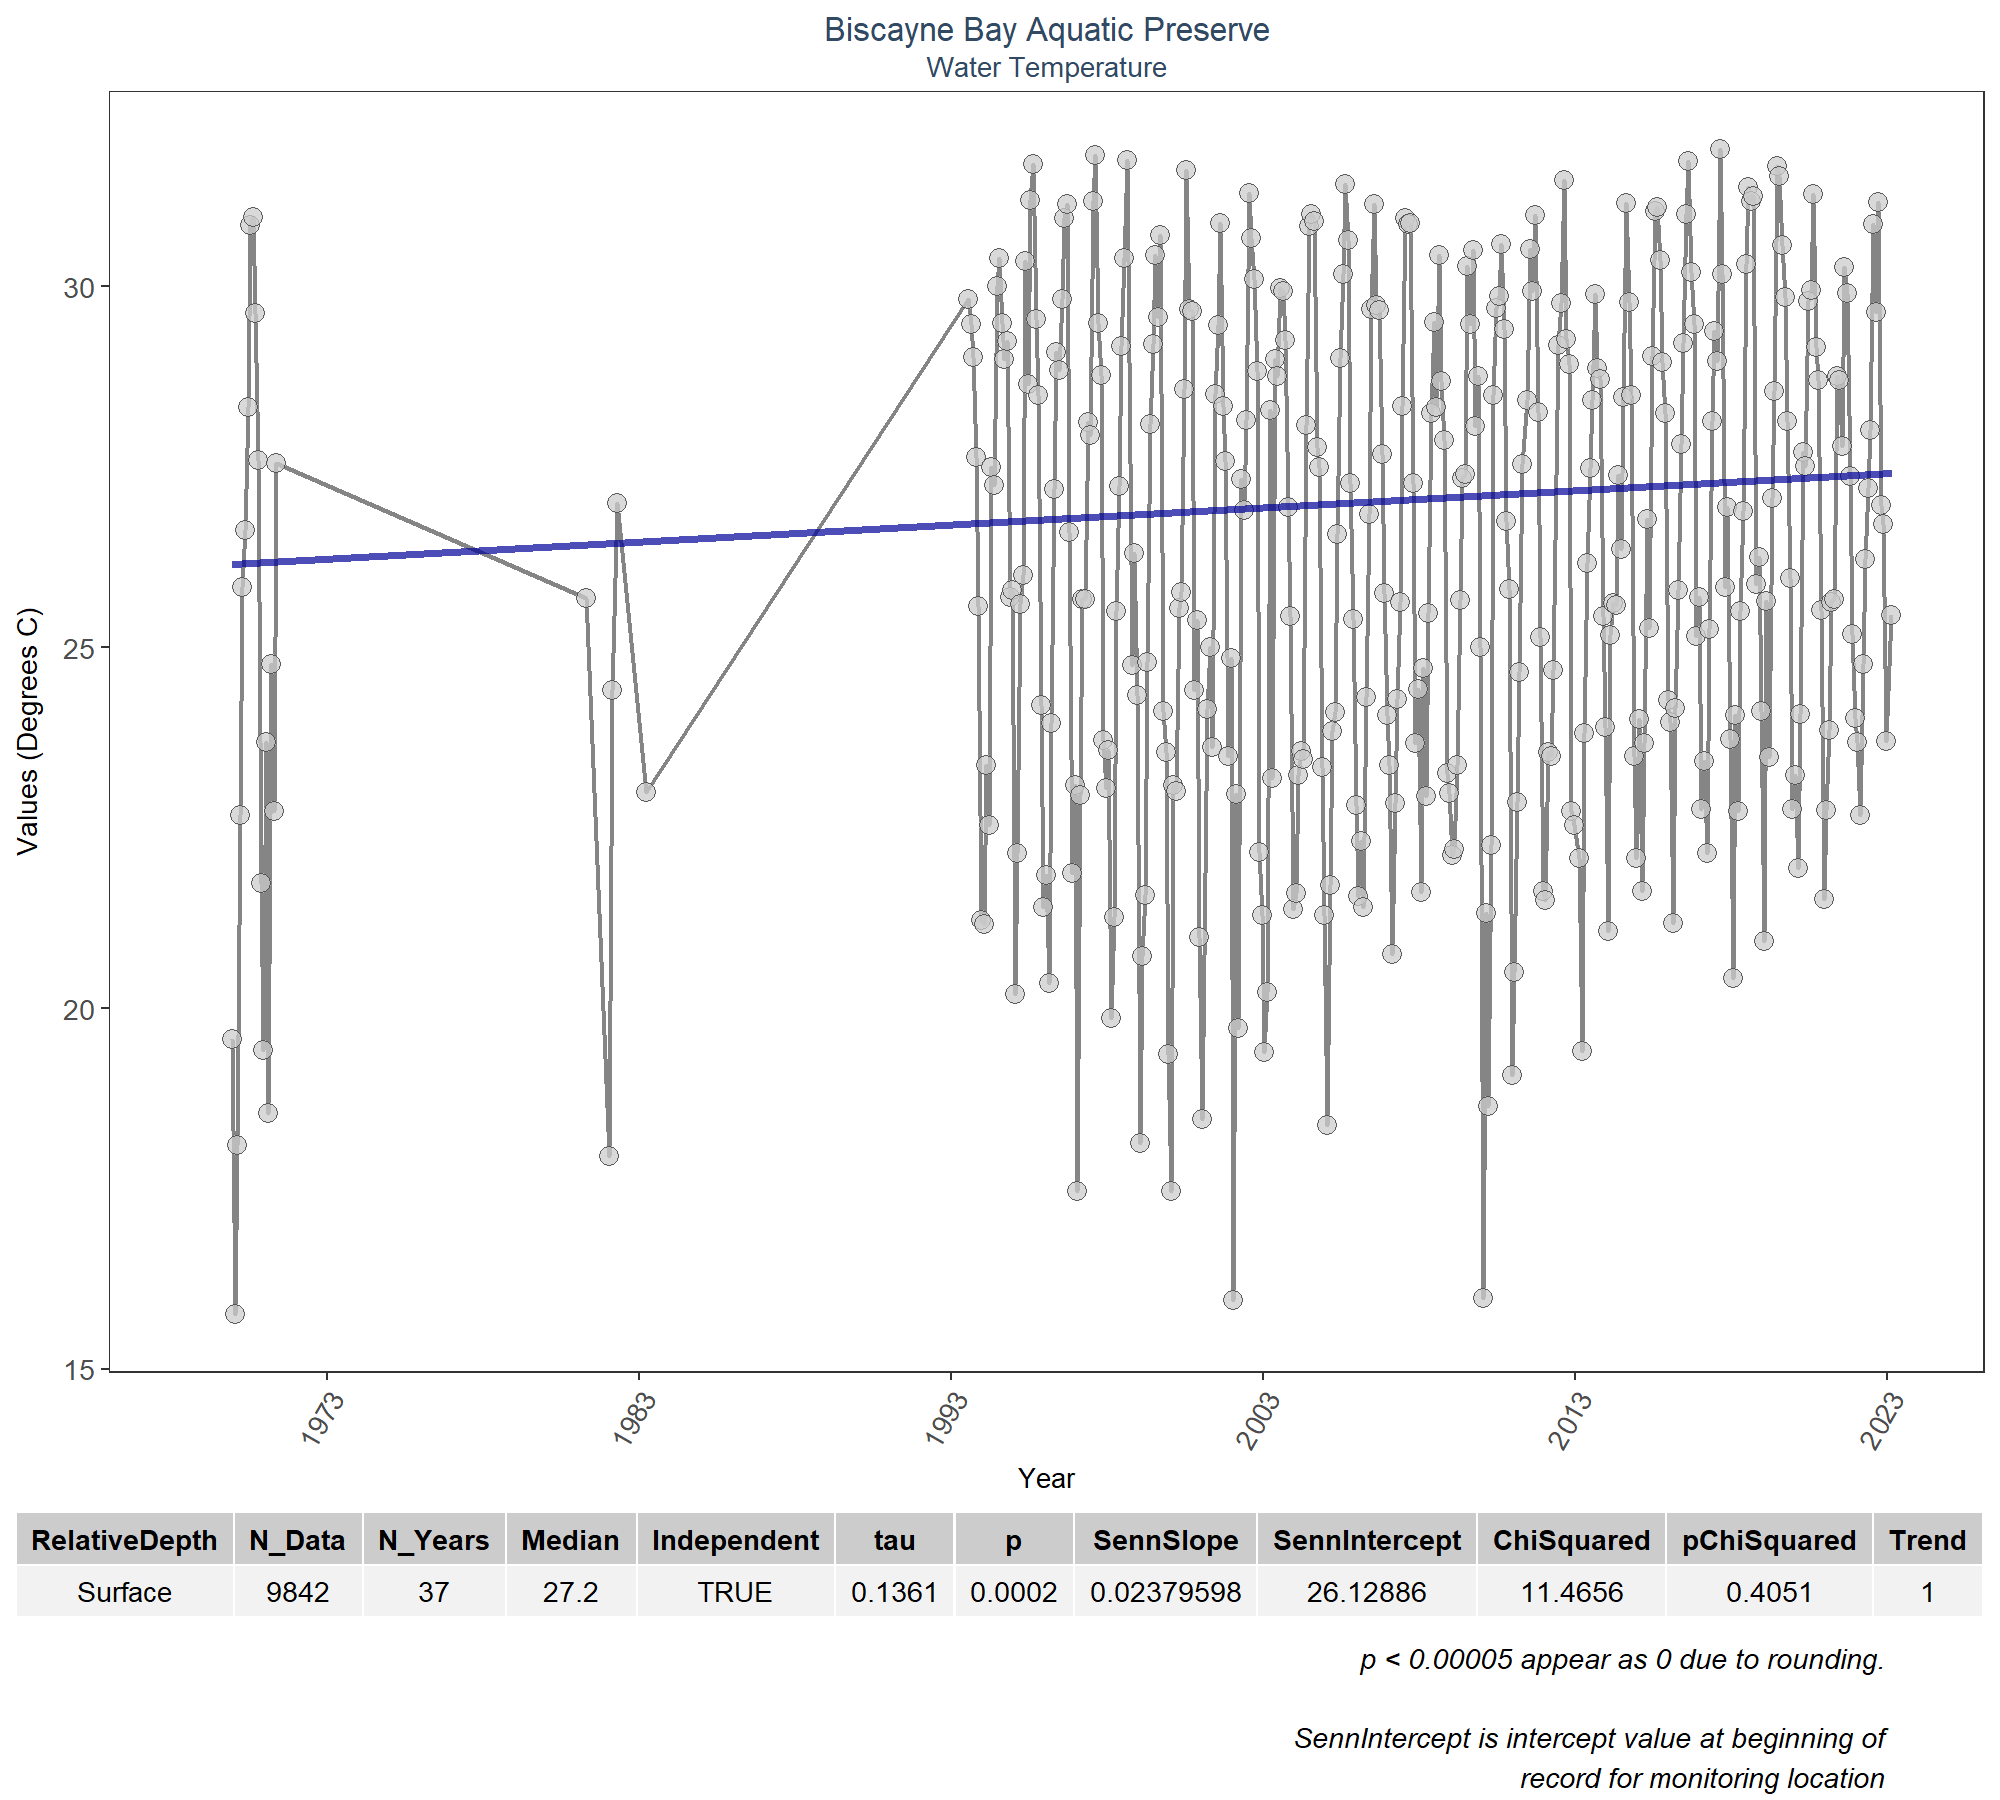 Biscayne Bay Aquatic Preserve
Water Temperature
Values (Degrees C)
30
25
20
15
1973
1983
1993
2003
2013
2023
Year
RelativeDepth N_Data N_Years Median Independent tau p SennSlope SennIntercept ChiSquared pChiSquared Trend
Surface 9842 37 27.2 TRUE 0.1361 0.0002 0.02379598 26.12886 11.4656 0.4051 1
p < 0.00005 appear as 0 due to rounding.
SennIntercept is intercept value at beginning of
record for monitoring location